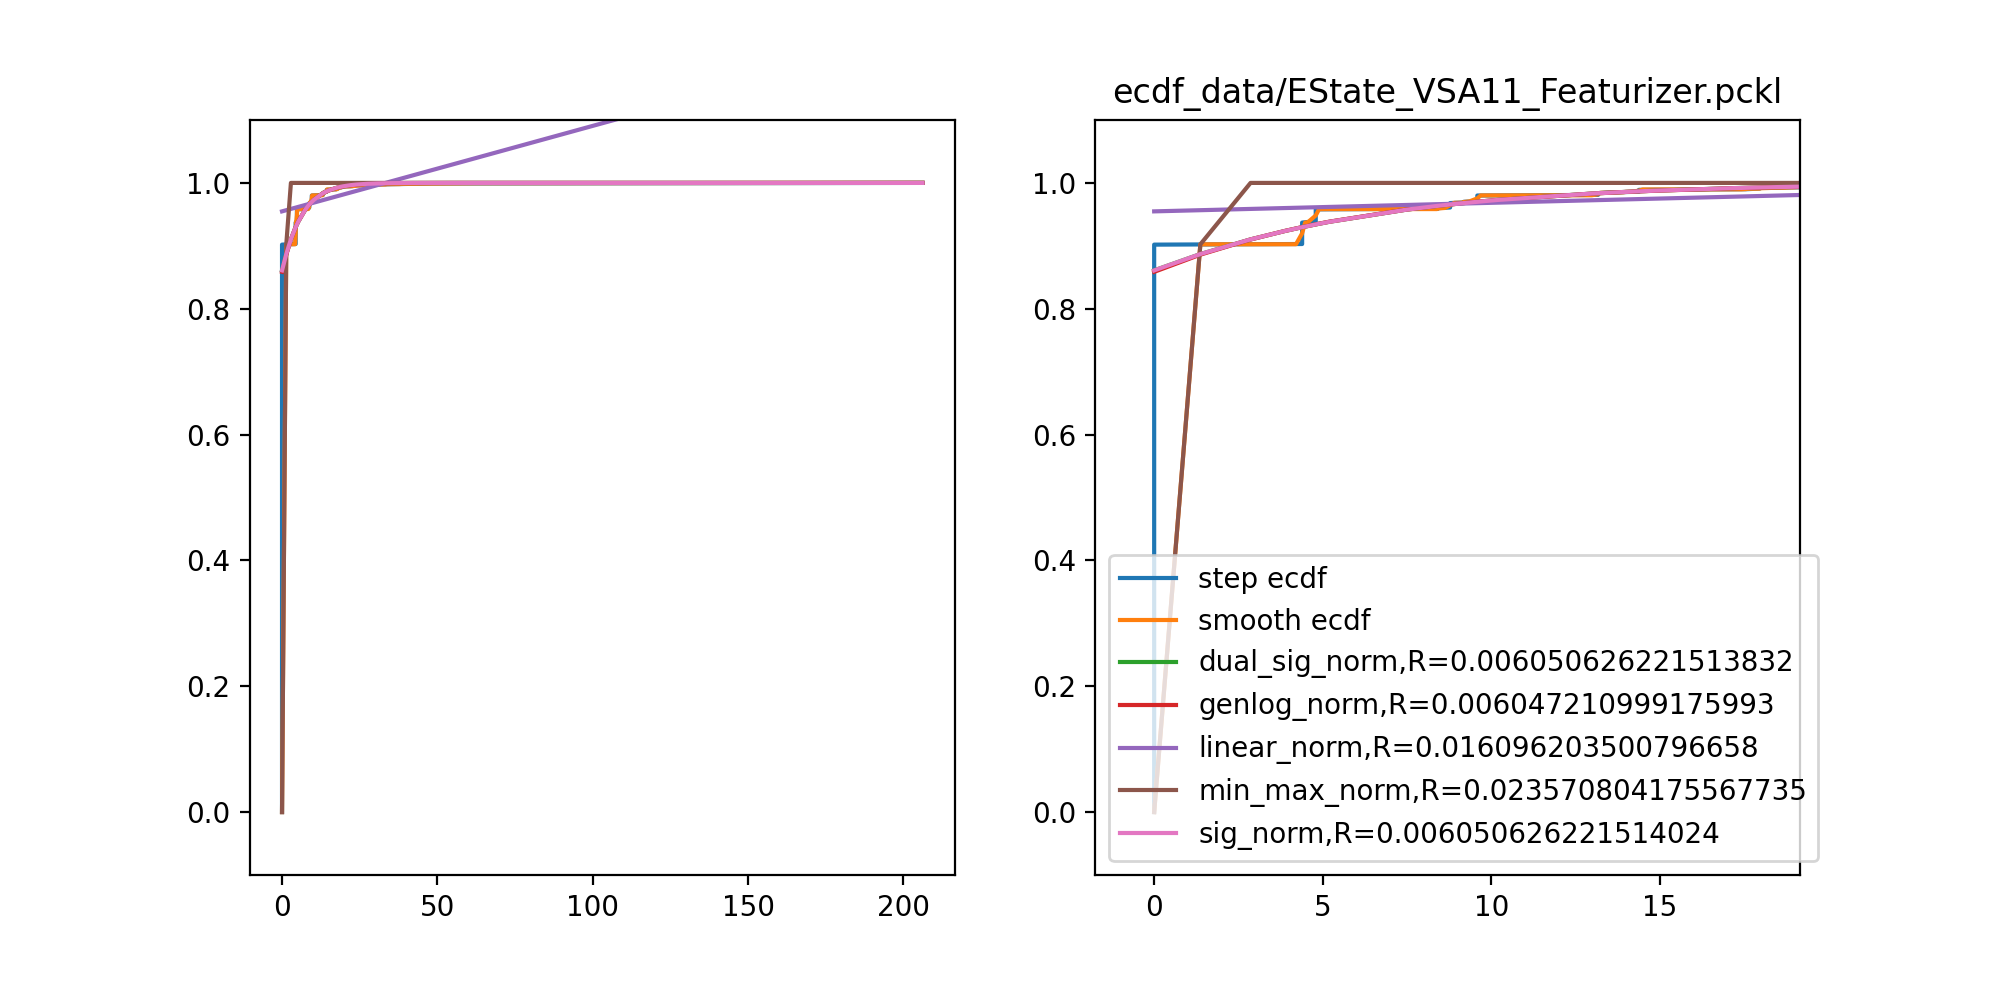 ecdf_data/EState_VSA11_Featurizer.pckl
1.0
0.8
0.6
0.4
0.2
0.0
0 50 100 150 200
1.0
0.8
0.6
0.4
0.2
0.0
step ecdf
smooth ecdf
dual_sig_norm,R=0.006050626221513832
genlog_norm,R=0.006047210999175993
linear_norm,R=0.016096203500796658
min_max_norm,R=0.023570804175567735
sig_norm,R=0.006050626221514024
0 5 10 15